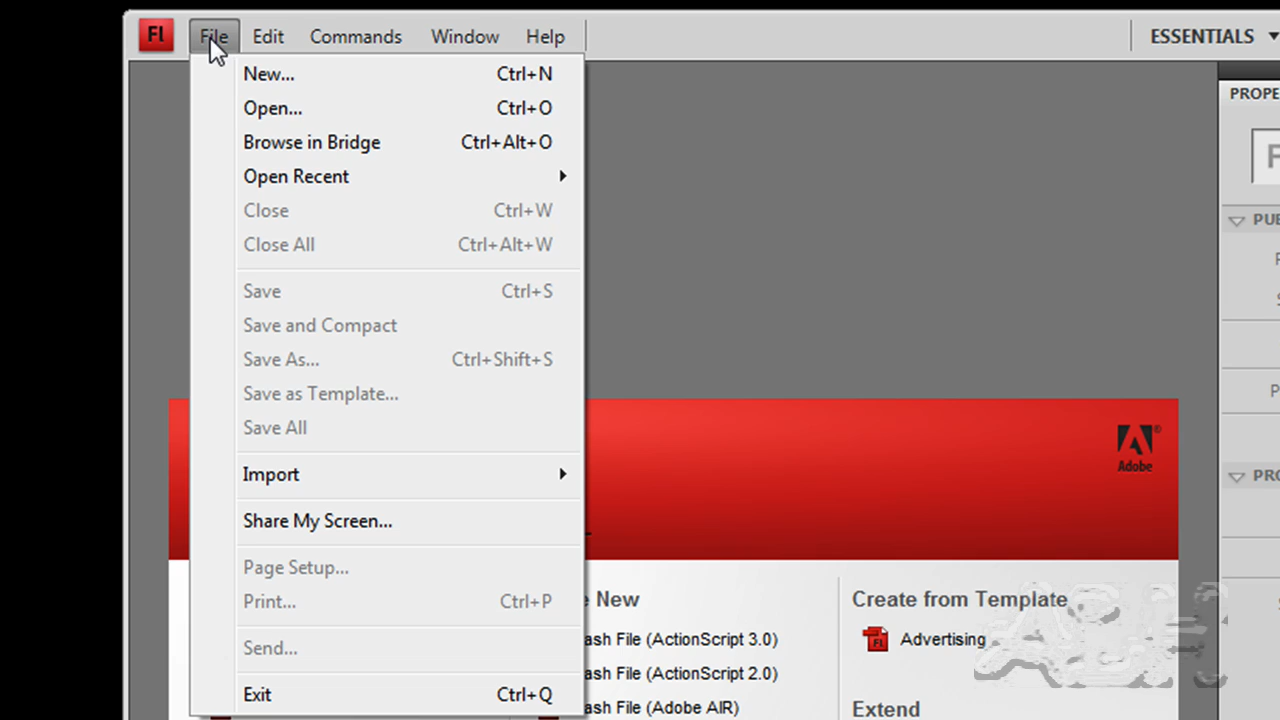 Fl File Edit Commands Window Help ESSENTIALS
New... Ctrl+N
Open... Ctrl+O
Browse in Bridge Ctrl+Alt+O
Open Recent
Close Ctrl+W
Close All Ctrl+Alt+W
Save Ctrl+S
Save and Compact
Save As... Ctrl+Shift+S
Save as Template...
Save All
Import
Share My Screen...
Page Setup...
Print... Ctrl+P
Send...
Exit Ctrl+Q
Adobe
New
Create from Template
ash File (ActionScript 3.0)
Advertising
ash File (ActionScript 2.0)
ash File (Adobe AIR)
Extend
PROPE
PUE
PRO